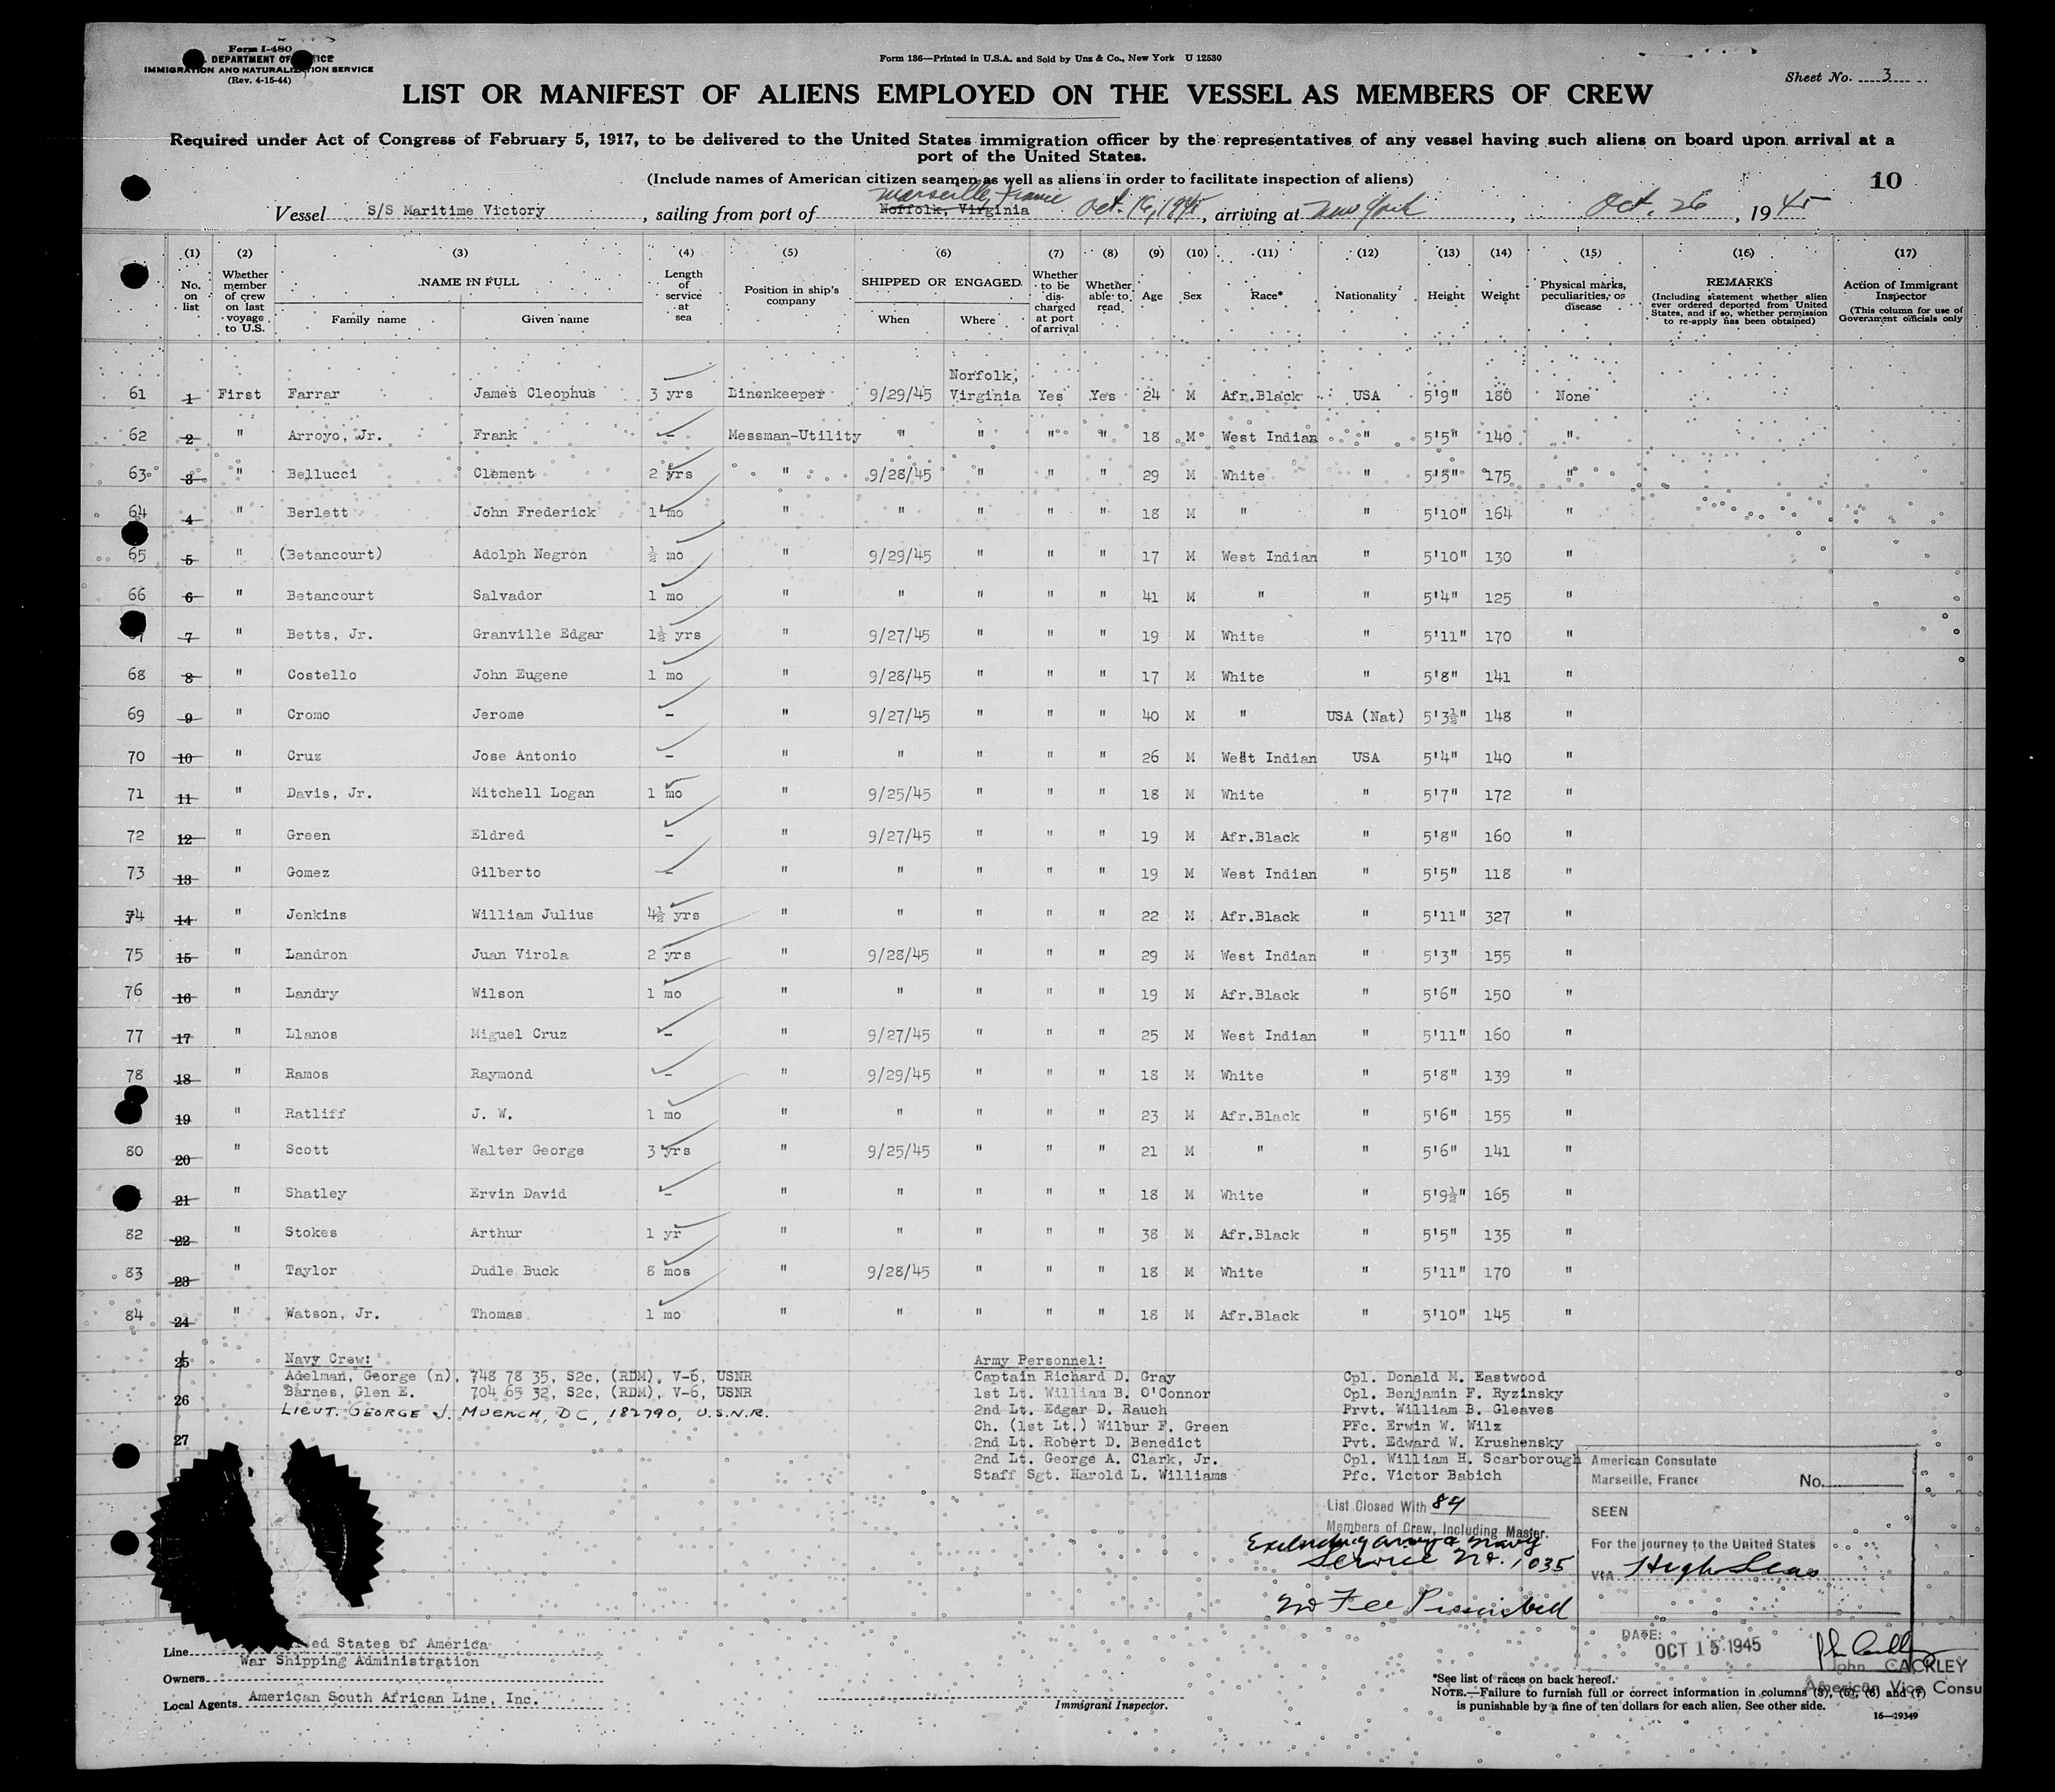 Form I-480
DEPARTMENT OF
IMMIGRATION AND NATURALIZATION SERVICE
(Rev. 4-15-44)
Form 136—Printed in U.S.A. and Sold by Unz & Co., New York U 12530
Sheet No. 3
LIST OR MANIFEST OF ALIENS EMPLOYED ON THE VESSEL AS MEMBERS OF CREW
Required under Act of Congress of February 5, 1917, to be delivered to the United States immigration officer by the representatives of any vessel having such aliens on board upon arrival at a
port of the United States.
(Include names of American citizen seamen as well as aliens in order to facilitate inspection of aliens)
10
Marseille, France
Vessel S/S Maritime Victory, sailing from port of Norfolk, Virginia Oct. 16, 1945, arriving at New York, Oct. 26, 1945
(1) (2) (3) (4) (5) (6) (7) (8) (9) (10) (11) (12) (13) (14) (15) (16) (17)
No. on list
Whether member of crew on last voyage to U.S.
NAME IN FULL
Family name Given name
Length of service at sea
Position in ship's company
SHIPPED OR ENGAGED
When Where
Whether to be discharged at port of arrival
Whether able to read
Age
Sex
Race*
Nationality
Height
Weight
Physical marks, peculiarities, or disease
REMARKS
(Including statement whether alien ever ordered deported from United States, and if so, whether permission to re-apply has been obtained)
Action of Immigrant Inspector
(This column for use of Government officials only
61 1 First Farrar James Cleophus 3 yrs Linenkeeper 9/29/45 Norfolk, Virginia Yes Yes 24 M Afr.Black USA 5'9" 180 None
62 2 " Arroyo, Jr. Frank - Messman-Utility " " " " 18 M West Indian " 5'5" 140 "
63 3 " Bellucci Clement 2 yrs " 9/28/45 " " " 29 M White " 5'5" 175 "
64 4 " Berlett John Frederick 1 mo " " " " " 18 M " " 5'10" 164 "
65 5 " (Betancourt) Adolph Negron ½ mo " 9/29/45 " " " 17 M West Indian " 5'10" 130 "
66 6 " Betancourt Salvador 1 mo " " " " " 41 M " " 5'4" 125 "
7 " Betts, Jr. Granville Edgar 1½ yrs " 9/27/45 " " " 19 M White " 5'11" 170 "
68 8 " Costello John Eugene 1 mo " 9/28/45 " " " 17 M White " 5'8" 141 "
69 9 " Cromo Jerome - " 9/27/45 " " " 40 M " USA (Nat) 5'3½" 148 "
70 10 " Cruz Jose Antonio - " " " " " 26 M West Indian USA 5'4" 140 "
71 11 " Davis, Jr. Mitchell Logan 1 mo " 9/25/45 " " " 18 M White " 5'7" 172 "
72 12 " Green Eldred - " 9/27/45 " " " 19 M Afr.Black " 5'8" 160 "
73 13 " Gomez Gilberto - " " " " " 19 M West Indian " 5'5" 118 "
74 14 " Jenkins William Julius 4½ yrs " " " " " 22 M Afr.Black " 5'11" 327 "
75 15 " Landron Juan Virola 2 yrs " 9/28/45 " " " 29 M West Indian " 5'3" 155 "
76 16 " Landry Wilson 1 mo " " " " " 19 M Afr.Black " 5'6" 150 "
77 17 " Llanos Miguel Cruz - " 9/27/45 " " " 25 M West Indian " 5'11" 160 "
78 18 " Ramos Raymond - " 9/29/45 " " " 18 M White " 5'8" 139 "
19 " Ratliff J. W. 1 mo " " " " " 23 M Afr.Black " 5'6" 155 "
80 20 " Scott Walter George 3 yrs " 9/25/45 " " " 21 M " " 5'6" 141 "
21 " Shatley Ervin David - " " " " " 18 M White " 5'9½" 165 "
82 22 " Stokes Arthur 1 yr " " " " " 38 M Afr.Black " 5'5" 135 "
83 23 " Taylor Dudle Buck 8 mos " 9/28/45 " " " 18 M White " 5'11" 170 "
84 24 " Watson, Jr. Thomas 1 mo " " " " " 18 M Afr.Black " 5'10" 145 "
25
26
27
Navy Crew:
Adelman, George (n), 748 78 35, S2c, (RDM), V-6, USNR
Barnes, Glen E. 704 65 32, S2c, (RDM), V-6, USNR
LIEUT. GEORGE J. MUENCH, DC, 182790, U.S.N.R.
Army Personnel:
Captain Richard D. Gray
1st Lt. William B. O'Connor
2nd Lt. Edgar D. Rauch
Ch. (1st Lt.) Wilbur F. Green
2nd Lt. Robert D. Benedict
2nd Lt. George A. Clark, Jr.
Staff Sgt. Harold L. Williams
Cpl. Donald M. Eastwood
Cpl. Benjamin F. Ryzinsky
Prvt. William B. Gleaves
PFc. Erwin W. Wilz
Pvt. Edward W. Krushensky
Cpl. William H. Scarborough
Pfc. Victor Babich
List Closed With 84
Members of Crew, Including Master.
Excluding army & Navy
Service No. 1035
No Fee Prescribed
American Consulate
Marseille, France No.
SEEN
For the journey to the United States
VIA High Seas
DATE: OCT 15 1945
John CACKLEY
American Vice Consu
Line United States of America
War Shipping Administration
Owners
Local Agents American South African Line, Inc.
Immigrant Inspector.
*See list of races on back hereof.
NOTE.—Failure to furnish full or correct information in columns (3), (5), (6) and (7)
is punishable by a fine of ten dollars for each alien. See other side.
16—19349